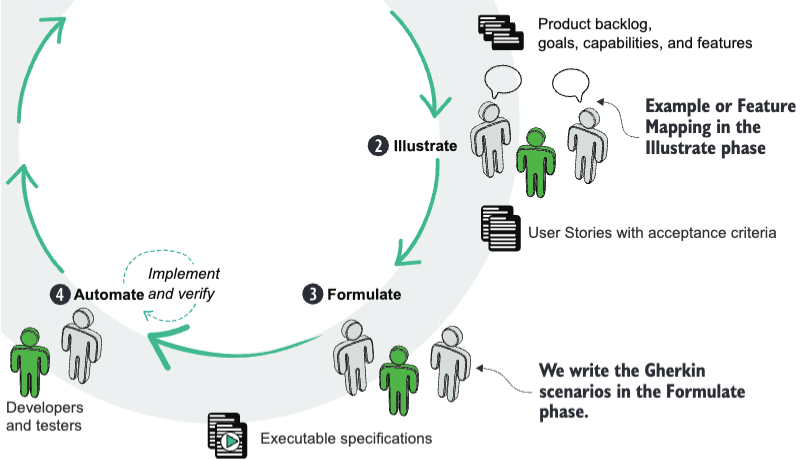 Product backlog,
goals, capabilities, and features
Example or Feature
Mapping in the
Illustrate phase
2 Illustrate
User Stories with acceptance criteria
Implement
and verify
4 Automate
3 Formulate
We write the Gherkin
scenarios in the Formulate
phase.
Developers
and testers
Executable specifications